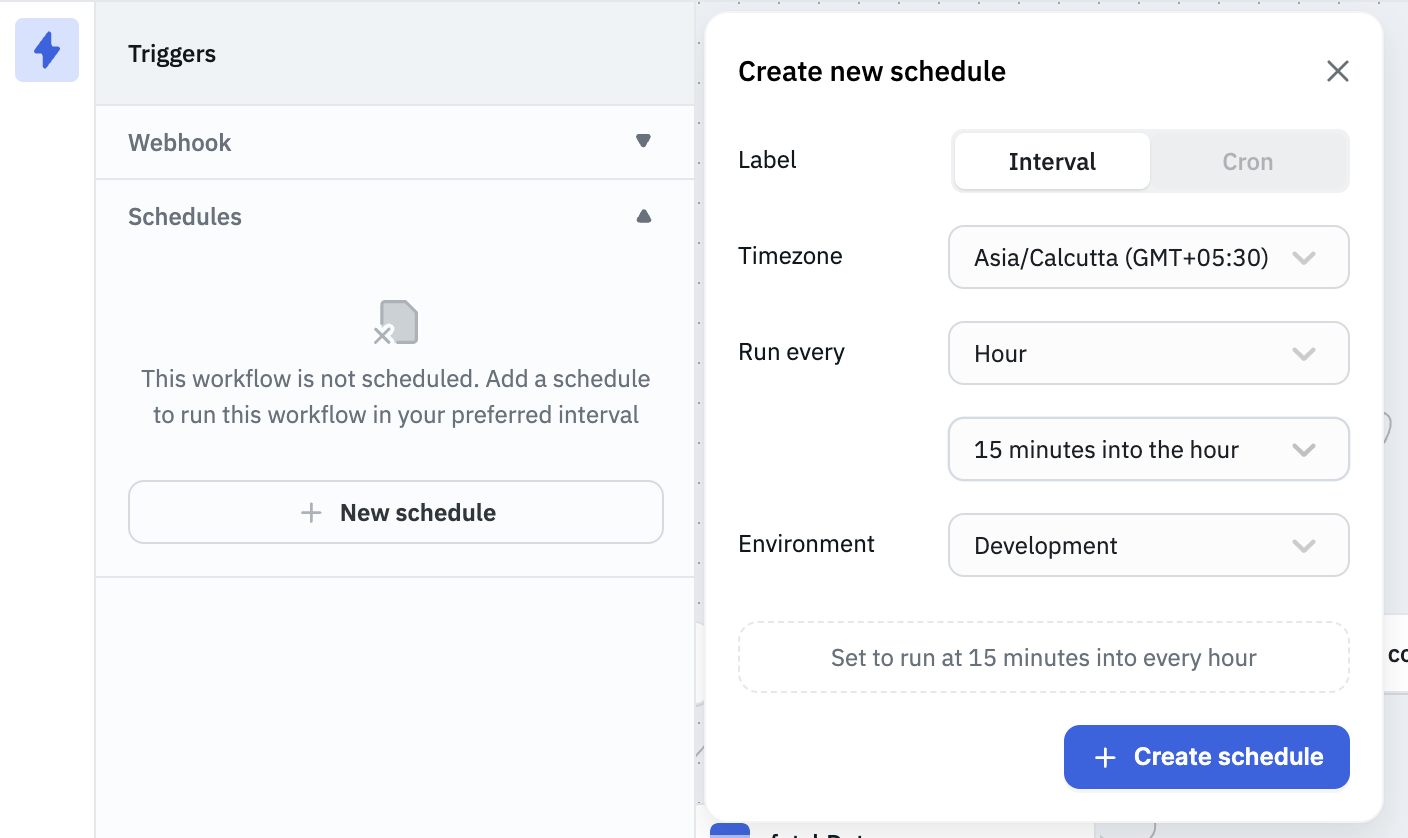 Triggers
Webhook
Schedules
This workflow is not scheduled. Add a schedule
to run this workflow in your preferred interval
New schedule
Create new schedule
Label
Interval
Cron
Timezone
Asia/Calcutta (GMT+05:30)
Run every
Hour
15 minutes into the hour
Environment
Development
Set to run at 15 minutes into every hour
Create schedule